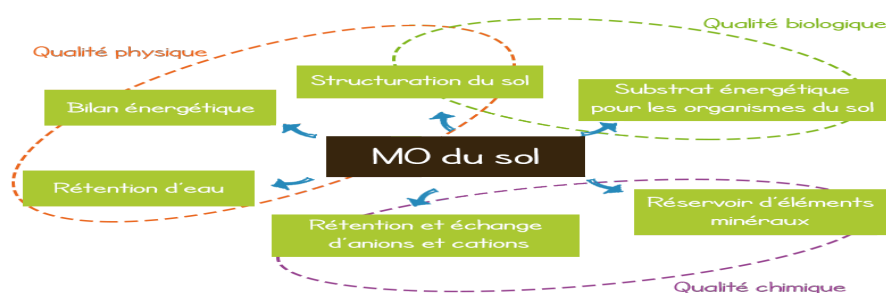 Qualité biologique
Qualité physique
Structuration du sol
Bilan énergétique
Substrat énergétique
pour les organismes du sol
MO du sol
Rétention d'eau
Réservoir d'éléments
minéraux
Rétention et échange
d'anions et cations
Qualité chimique